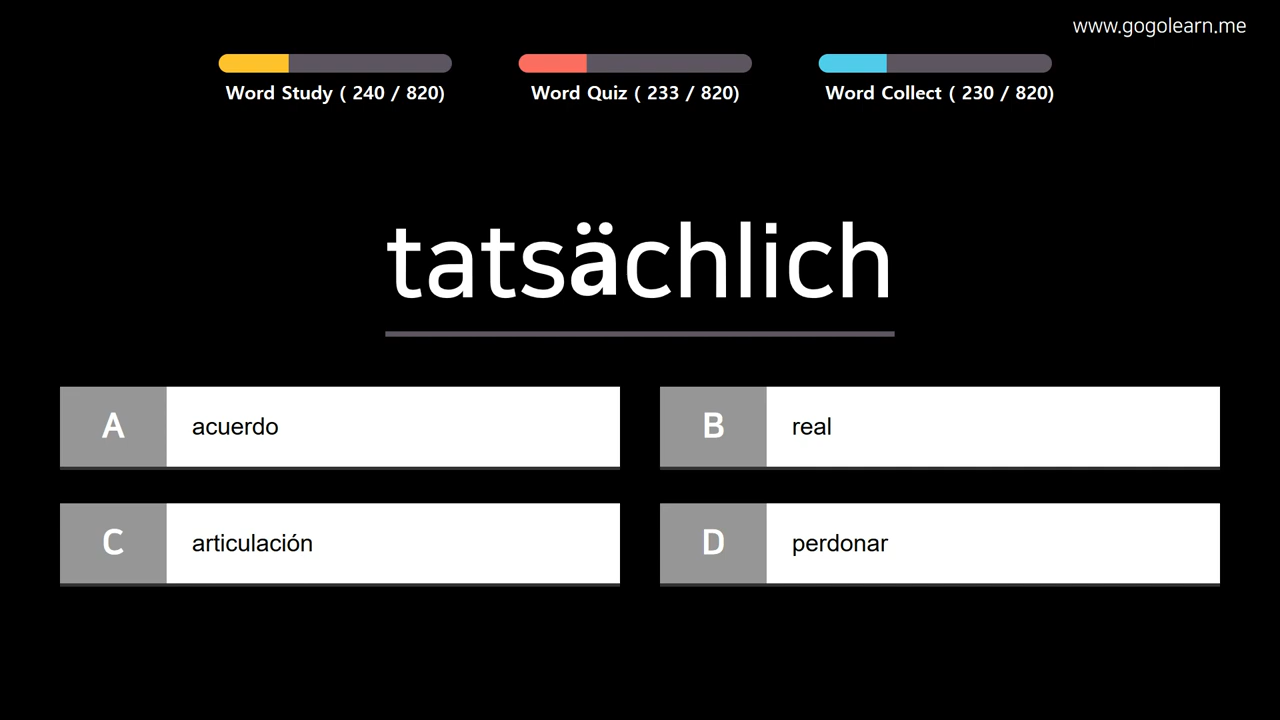 www.gogolearn.me
Word Study ( 240 / 820)
Word Quiz ( 233 / 820)
Word Collect ( 230 / 820)
tatsächlich
A
acuerdo
B
real
C
articulación
D
perdonar